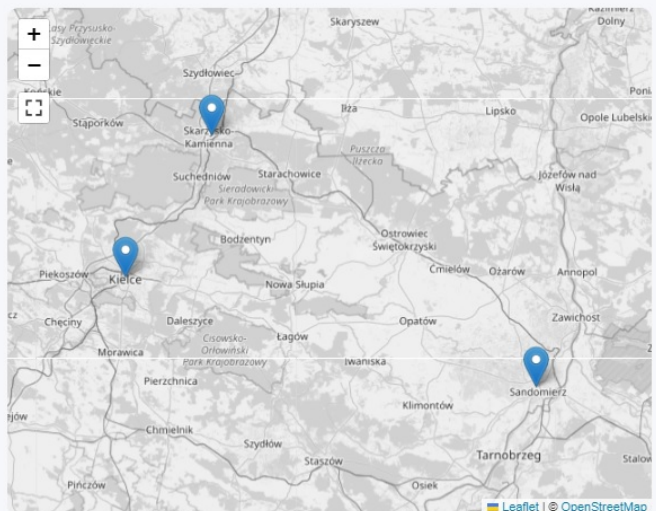 Kazimierz
Dolny
Lasy Przysusko-
Szydłowieckie
Skaryszew
+
−
Szydłowiec
Końskie
Iłża
Lipsko
Opole Lubelski
Stąporków
Skarżysko-
Kamienna
Puszcza
Iłżecka
Suchedniów
Starachowice
Józefów nad
Wisłą
Sieradowicki
Park Krajobrazowy
Bodzentyn
Ostrowiec
Świętokrzyski
Piekoszów
Kielce
Ćmielów
Ożarów
Annopol
Nowa Słupia
Chęciny
Daleszyce
Opatów
Zawichost
Cisowsko-
Orłowiński
Park Krajobrazowy
Łagów
Morawica
Iwaniska
Pierzchnica
Sandomierz
Klimontów
Chmielnik
Szydłów
Staszów
Tarnobrzeg
Stalow
Pińczów
Osiek
Leaflet | © OpenStreetMap